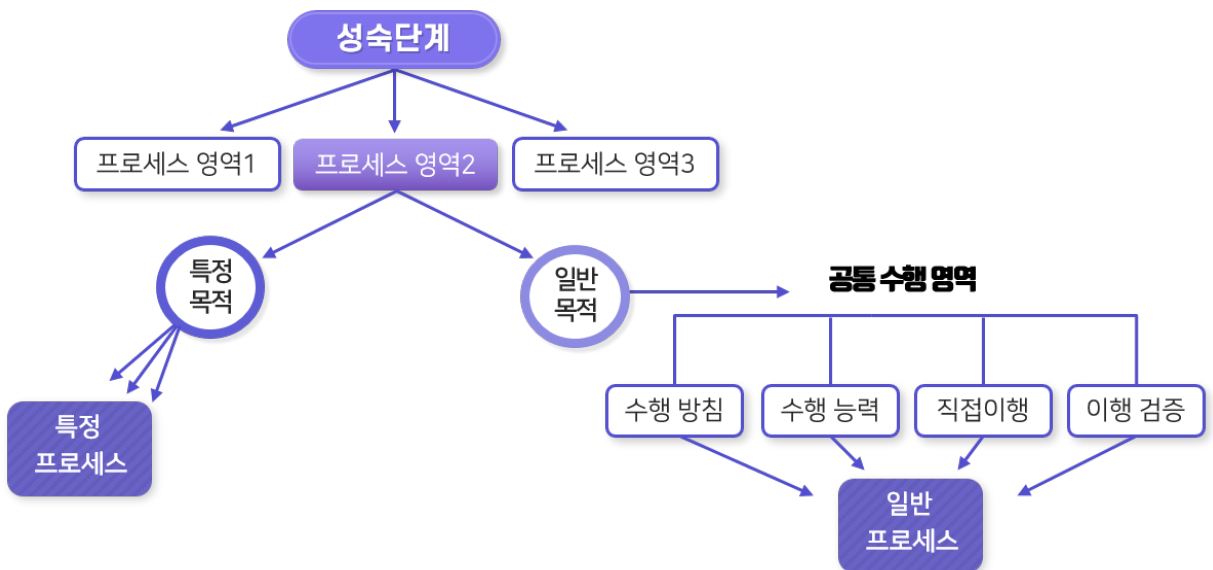 성숙단계
프로세스 영역1
프로세스 영역2
프로세스 영역3
특정
목적
일반
목적
공통 수행 영역
수행 방침
수행 능력
직접이행
이행 검증
특정
프로세스
일반
프로세스